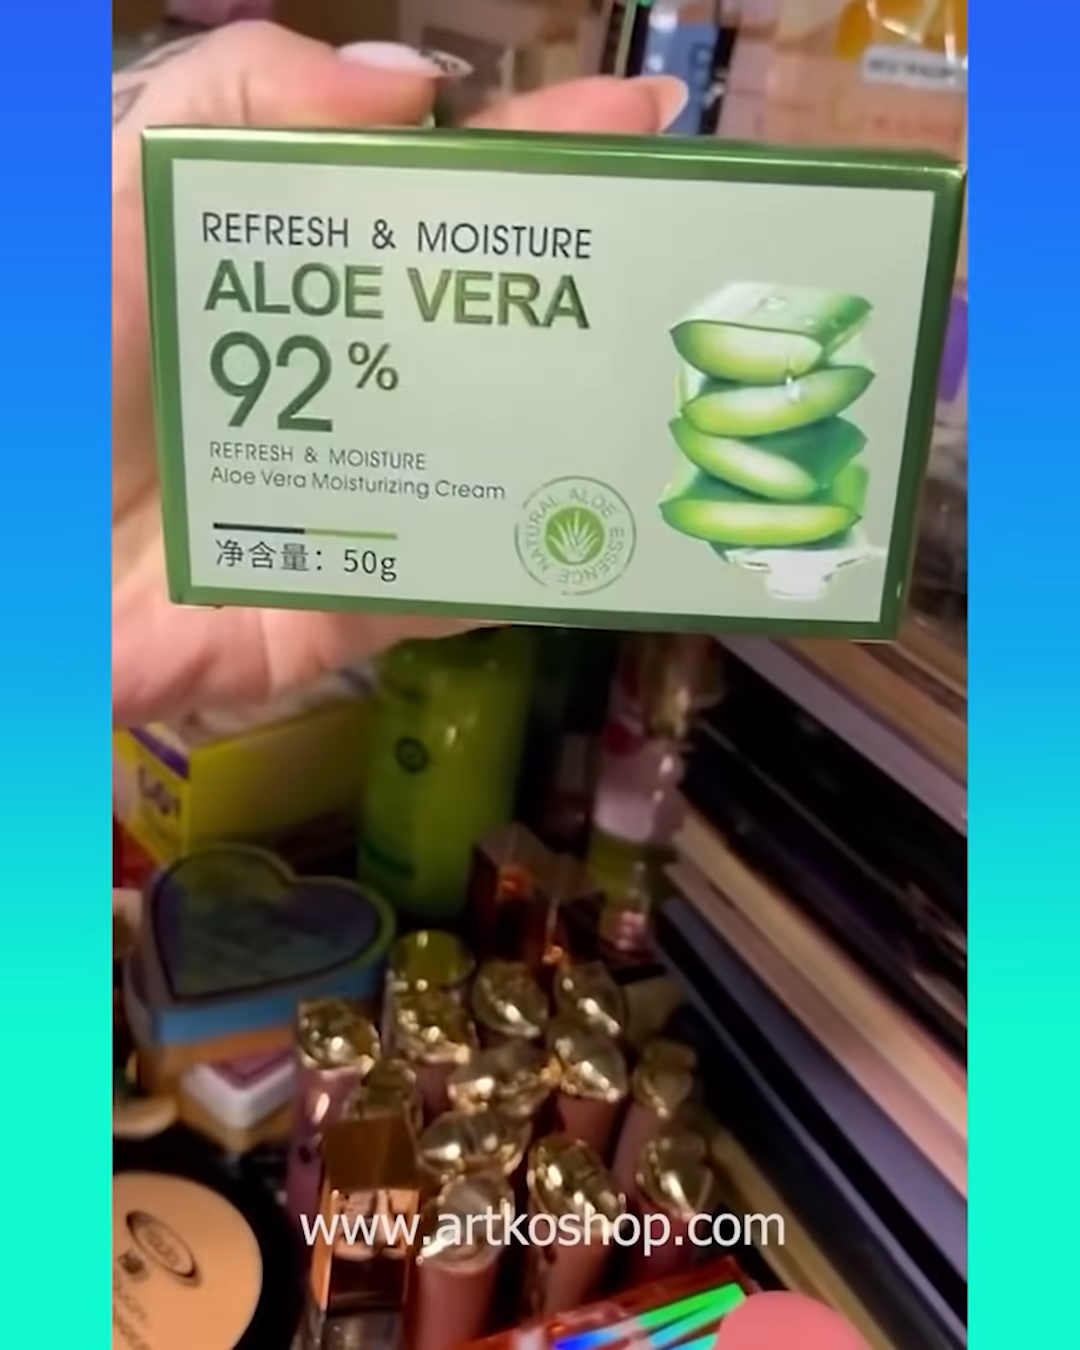 REFRESH & MOISTURE
ALOE VERA
92%
REFRESH & MOISTURE
Aloe Vera Moisturizing Cream
NATURAL ALOE ESSENCE
净含量：50g
www.artkoshop.com